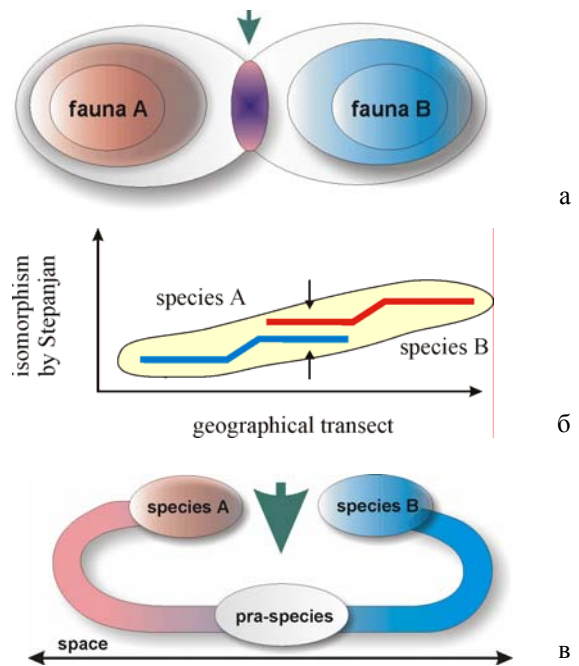 fauna A
fauna B
а
isomorphism
by Stepanjan
species A
species B
geographical transect
б
species A
species B
pra-species
space
в